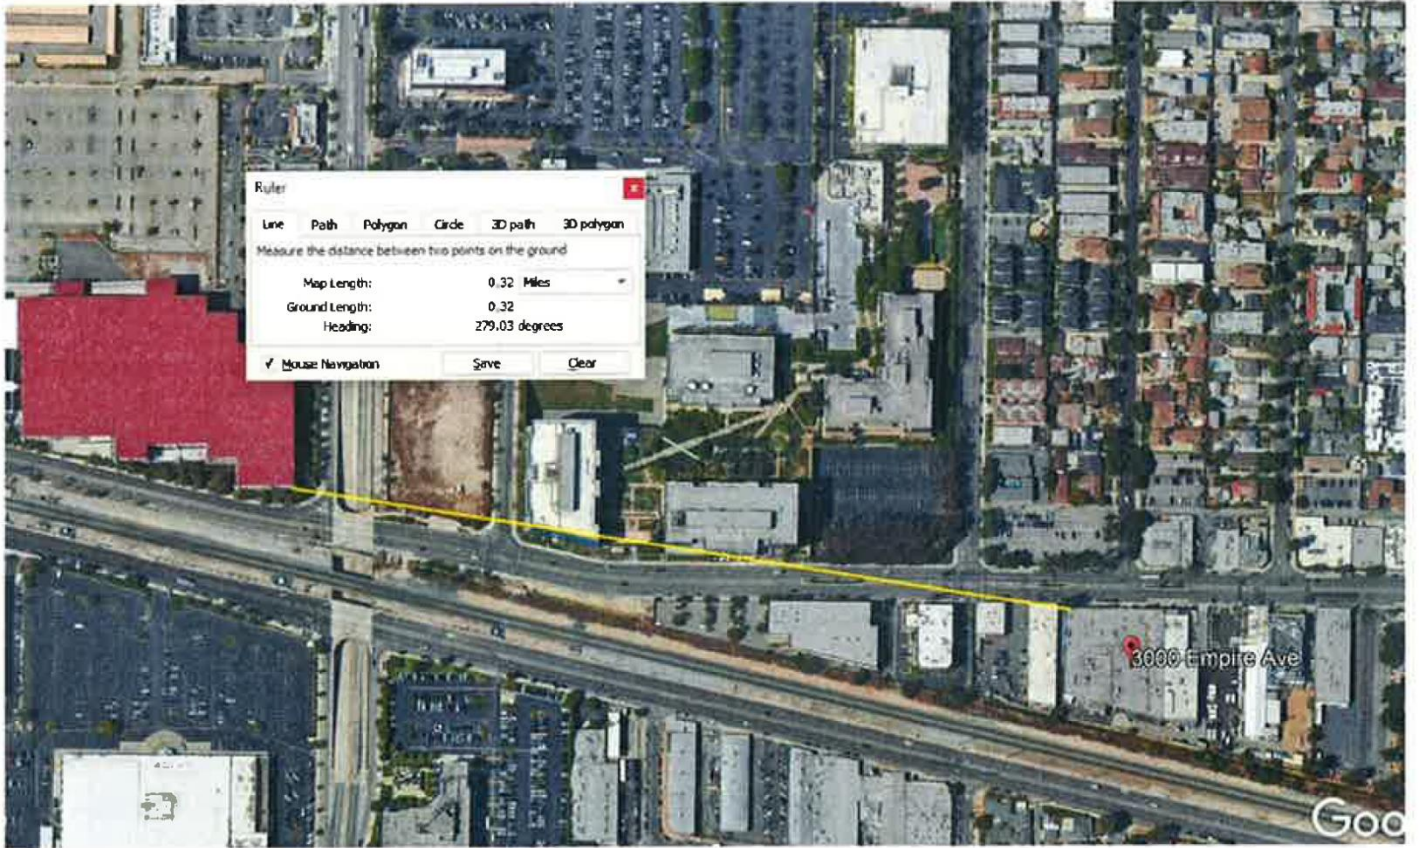 Ruler
Line Path Polygon Circle 3D path 3D polygon
Measure the distance between two points on the ground
Map Length: 0.32 Miles
Ground Length: 0.32
Heading: 279.03 degrees
Mouse Navigation Save Clear
3000 Empire Ave
Goo